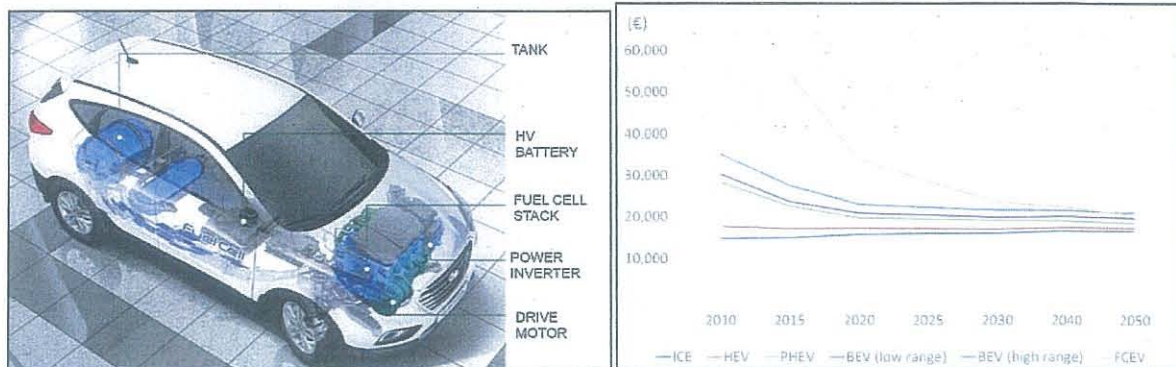 TANK
HV
BATTERY
FUEL CELL
STACK
POWER
INVERTER
DRIVE
MOTOR
Fuel Cell
(€)
60,000
50,000
40,000
30,000
20,000
10,000
2010 2015 2020 2025 2030 2040 2050
ICE HEV PHEV BEV (low range) BEV (high range) FCEV